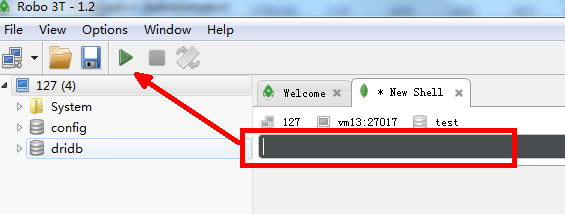 Robo 3T - 1.2
File View Options Window Help
127 (4)
System
config
dridb
Welcome
* New Shell
127 vm13:27017 test